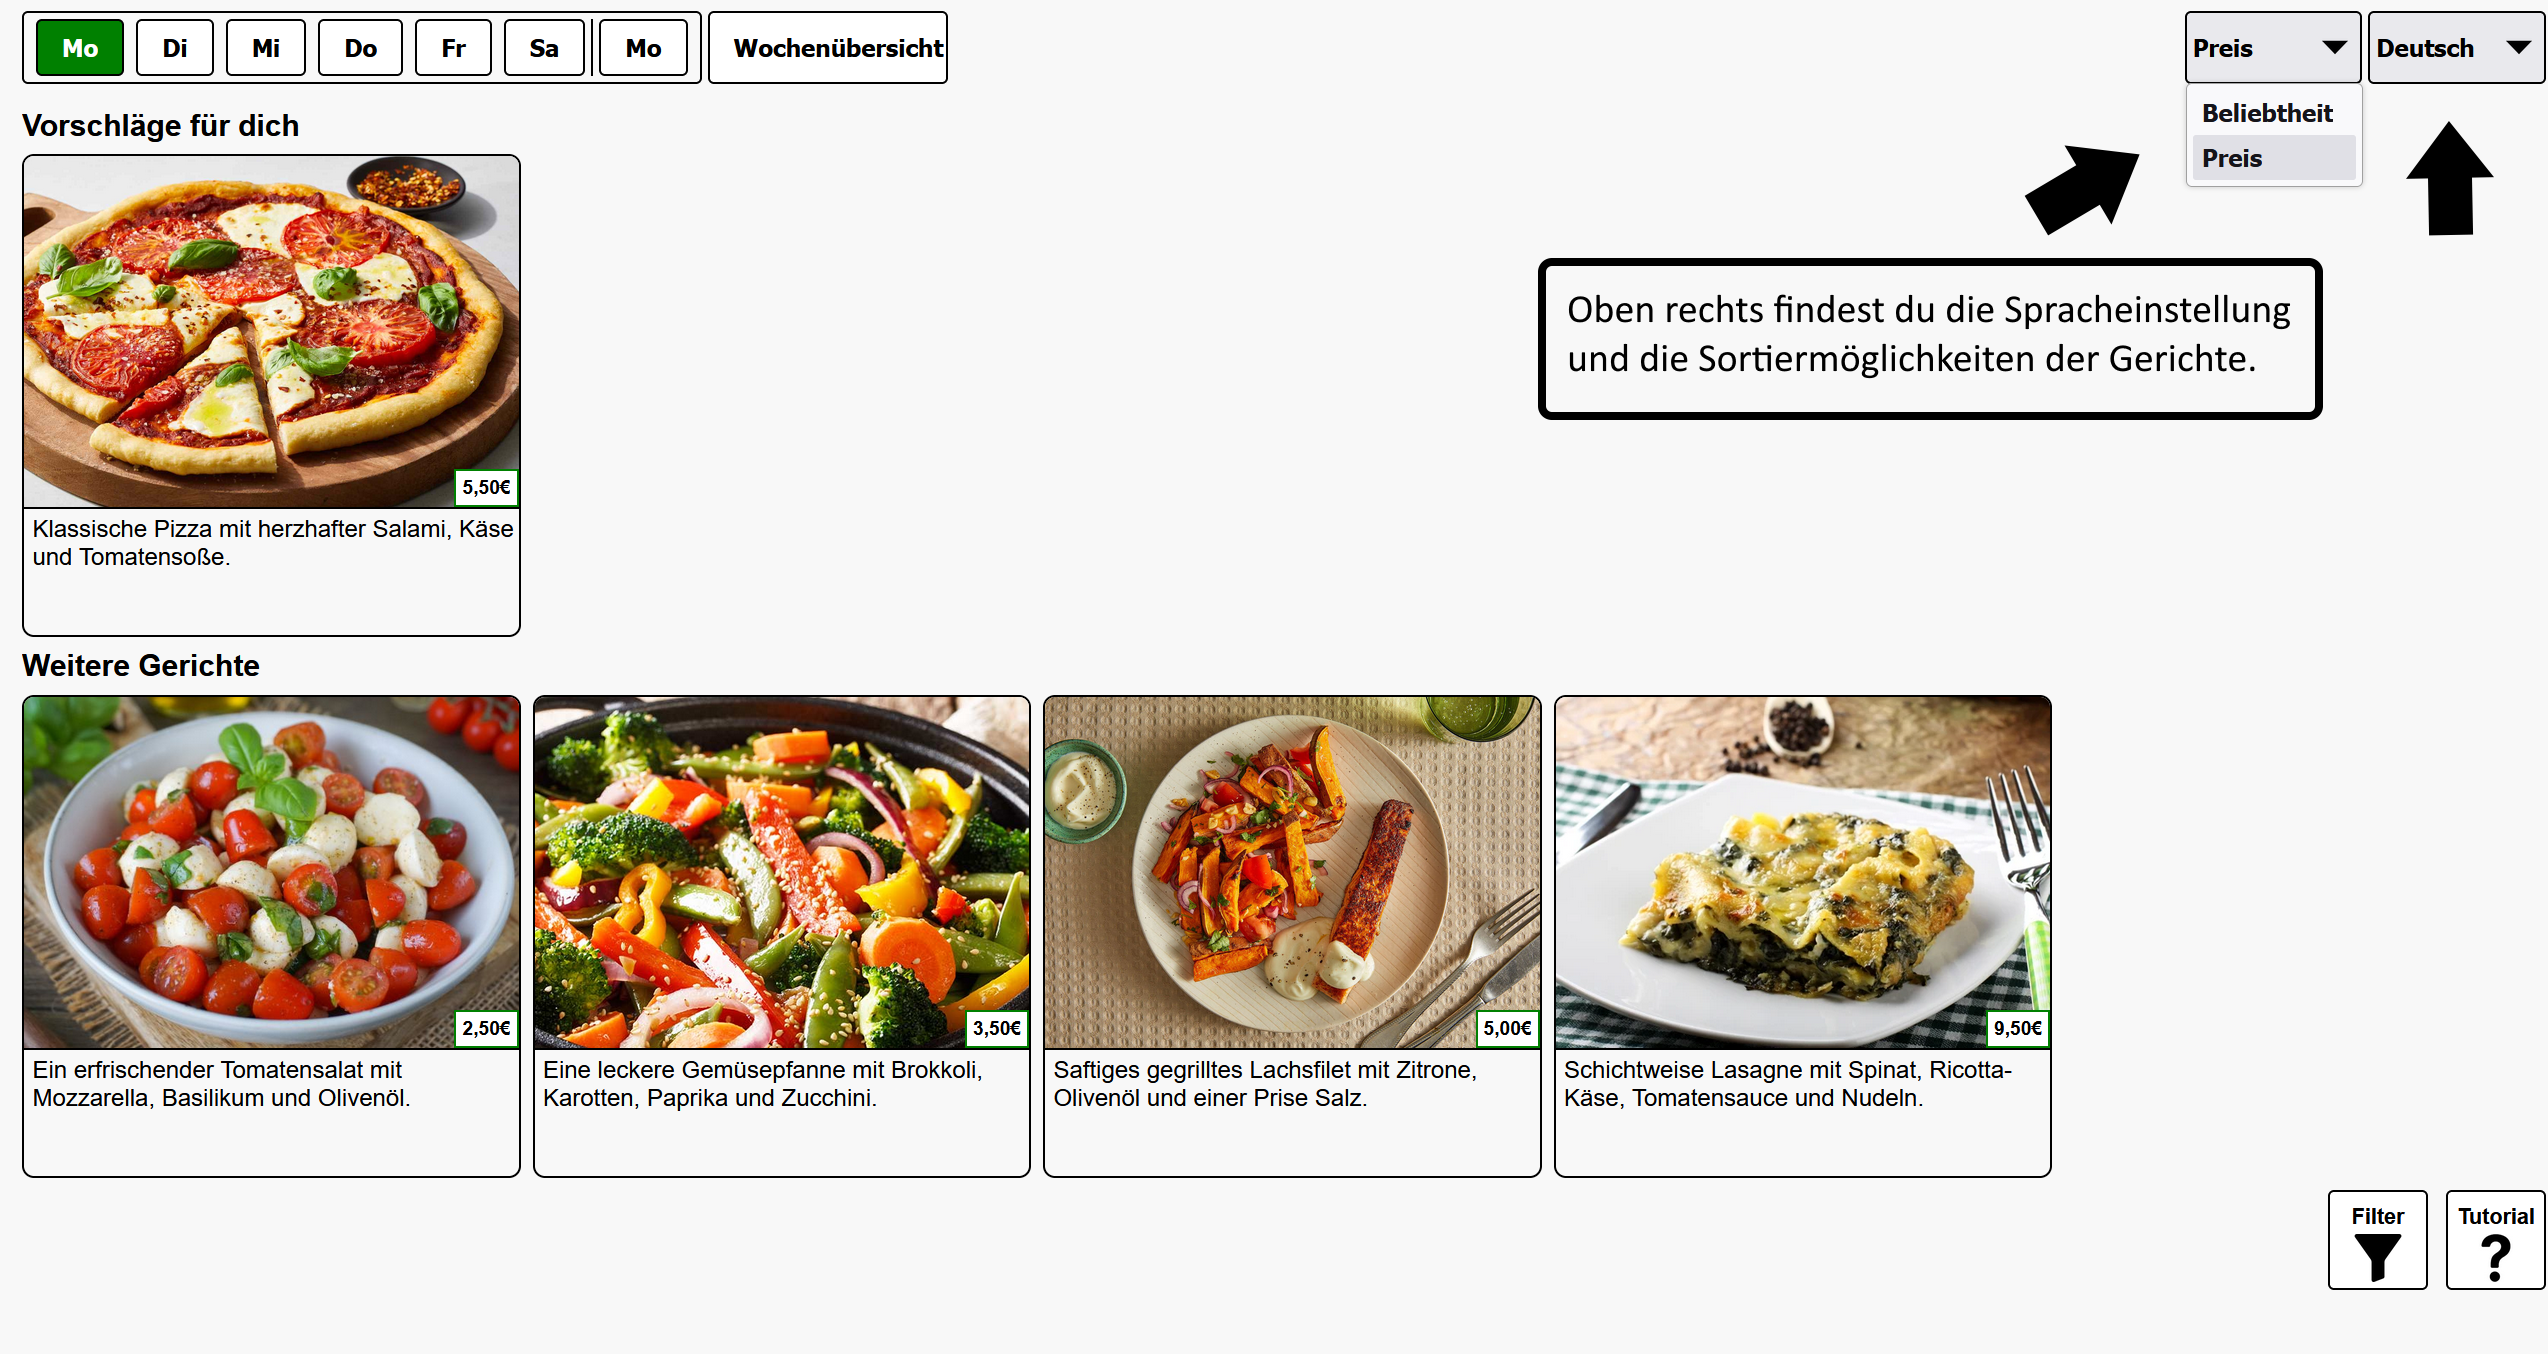 Mo Di Mi Do Fr Sa Mo Wochenübersicht Preis Deutsch
Beliebtheit
Preis
Vorschläge für dich
Oben rechts findest du die Spracheinstellung
und die Sortiermöglichkeiten der Gerichte.
5,50€
Klassische Pizza mit herzhafter Salami, Käse
und Tomatensoße.
Weitere Gerichte
2,50€
Ein erfrischender Tomatensalat mit
Mozzarella, Basilikum und Olivenöl.
3,50€
Eine leckere Gemüsepfanne mit Brokkoli,
Karotten, Paprika und Zucchini.
5,00€
Saftiges gegrilltes Lachsfilet mit Zitrone,
Olivenöl und einer Prise Salz.
9,50€
Schichtweise Lasagne mit Spinat, Ricotta-
Käse, Tomatensauce und Nudeln.
Filter
Tutorial
?